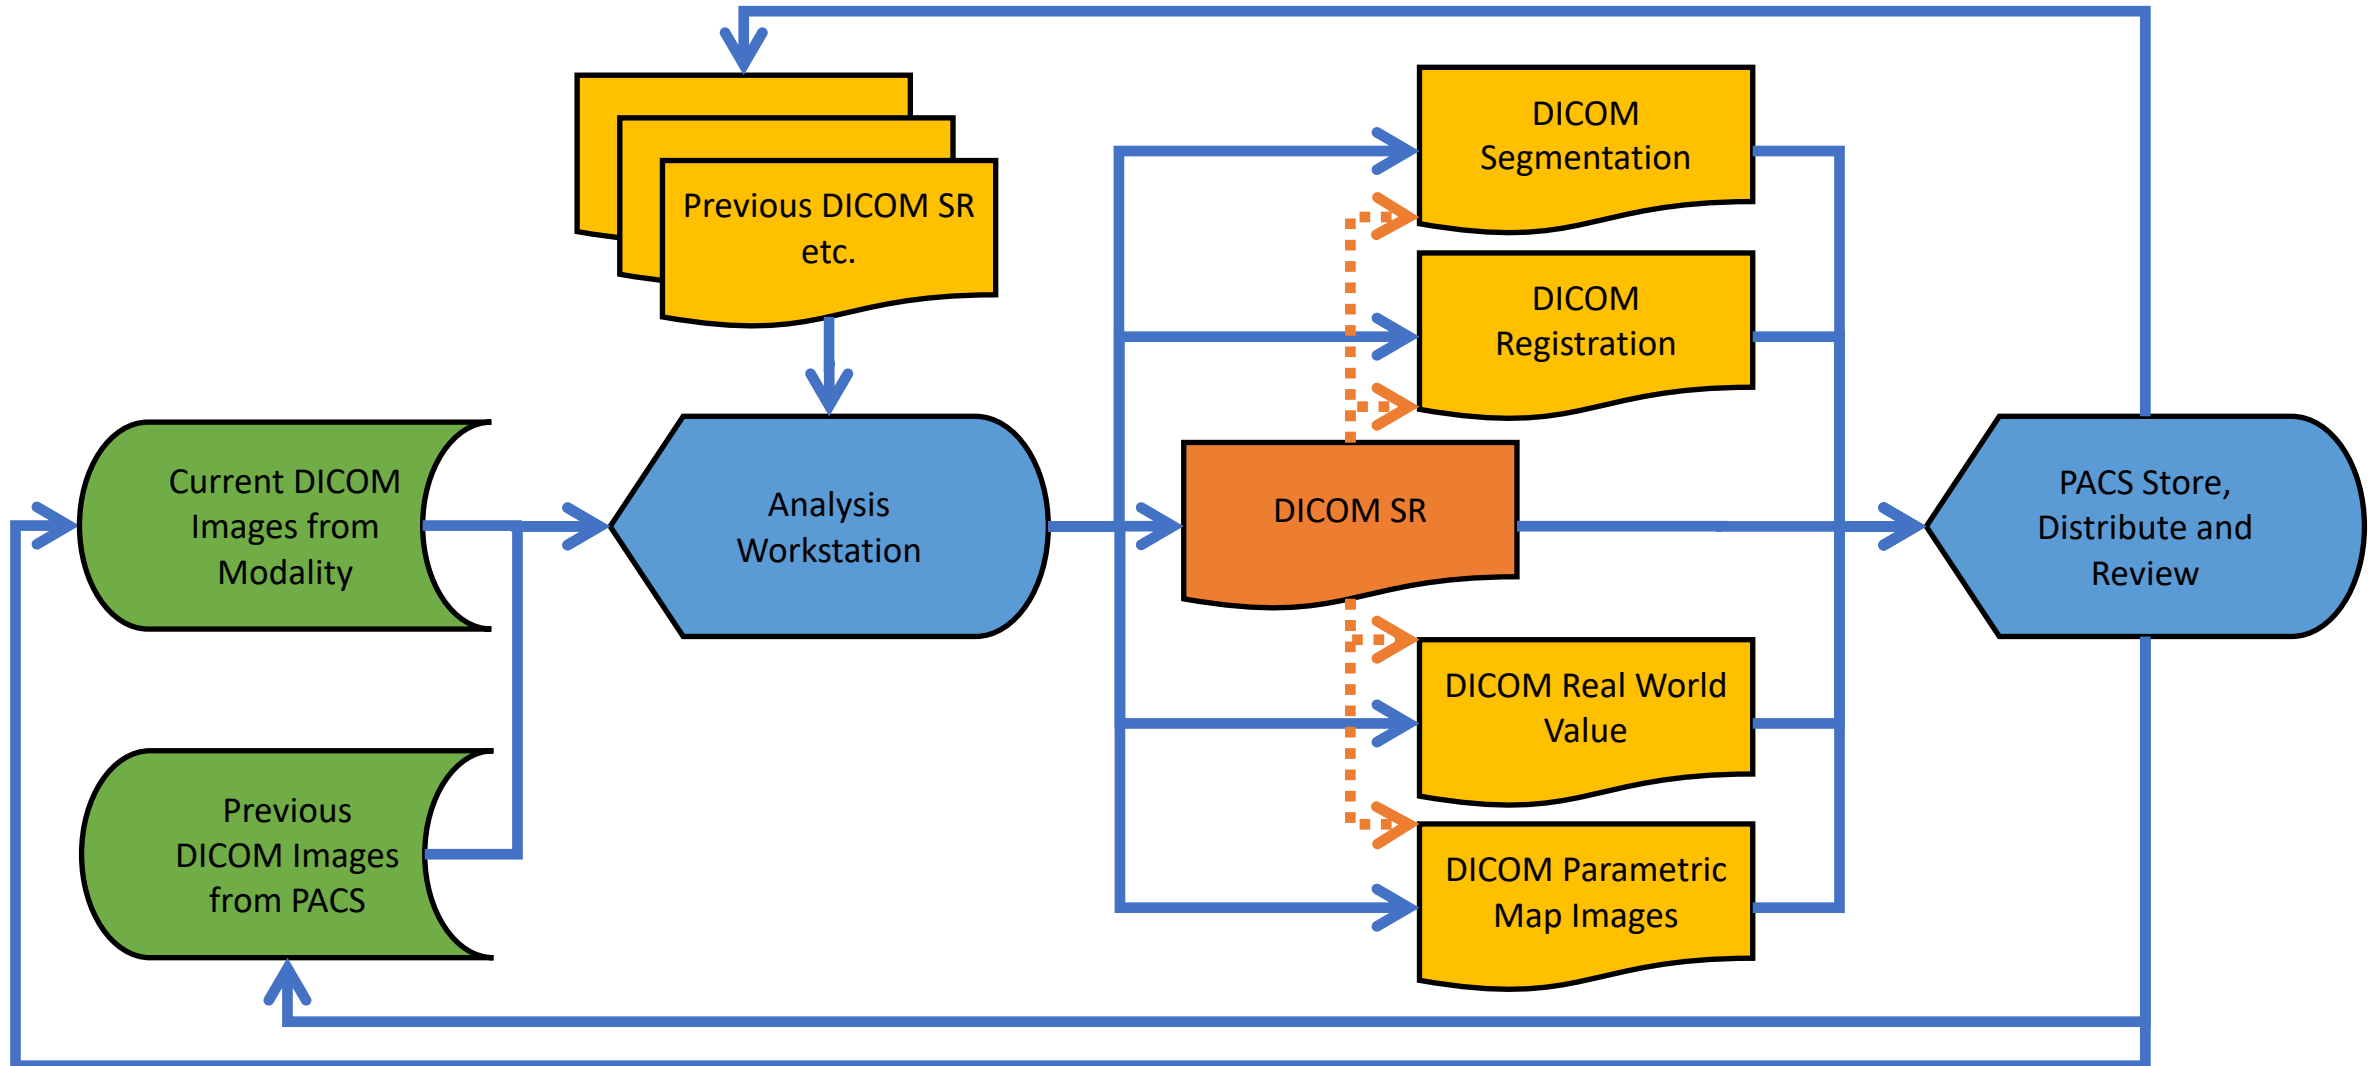 Previous DICOM SR
etc.
Current DICOM
Images from
Modality
Previous
DICOM Images
from PACS
Analysis
Workstation
DICOM
Segmentation
DICOM
Registration
DICOM SR
DICOM Real World
Value
DICOM Parametric
Map Images
PACS Store,
Distribute and
Review